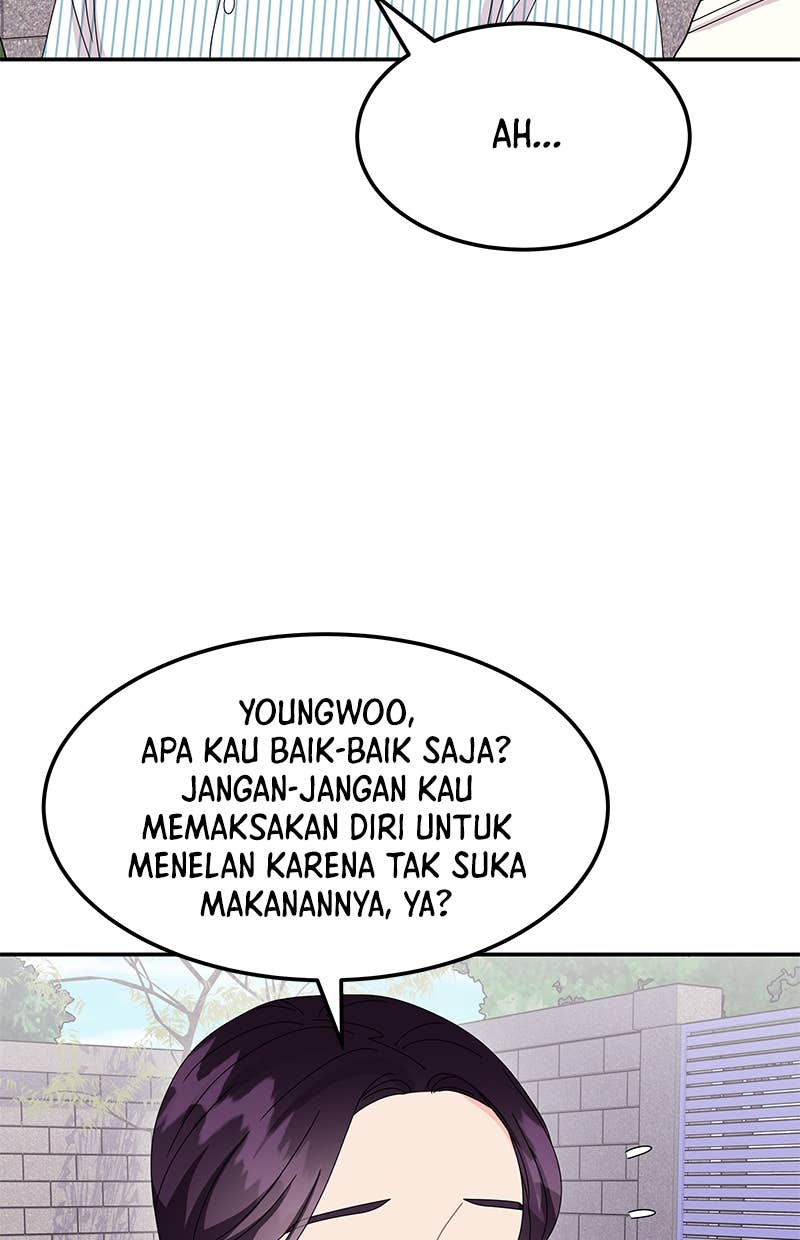 AH...
YOUNGWOO,
APA KAU BAIK-BAIK SAJA?
JANGAN-JANGAN KAU
MEMAKSAKAN DIRI UNTUK
MENELAN KARENA TAK SUKA
MAKANANNYA, YA?